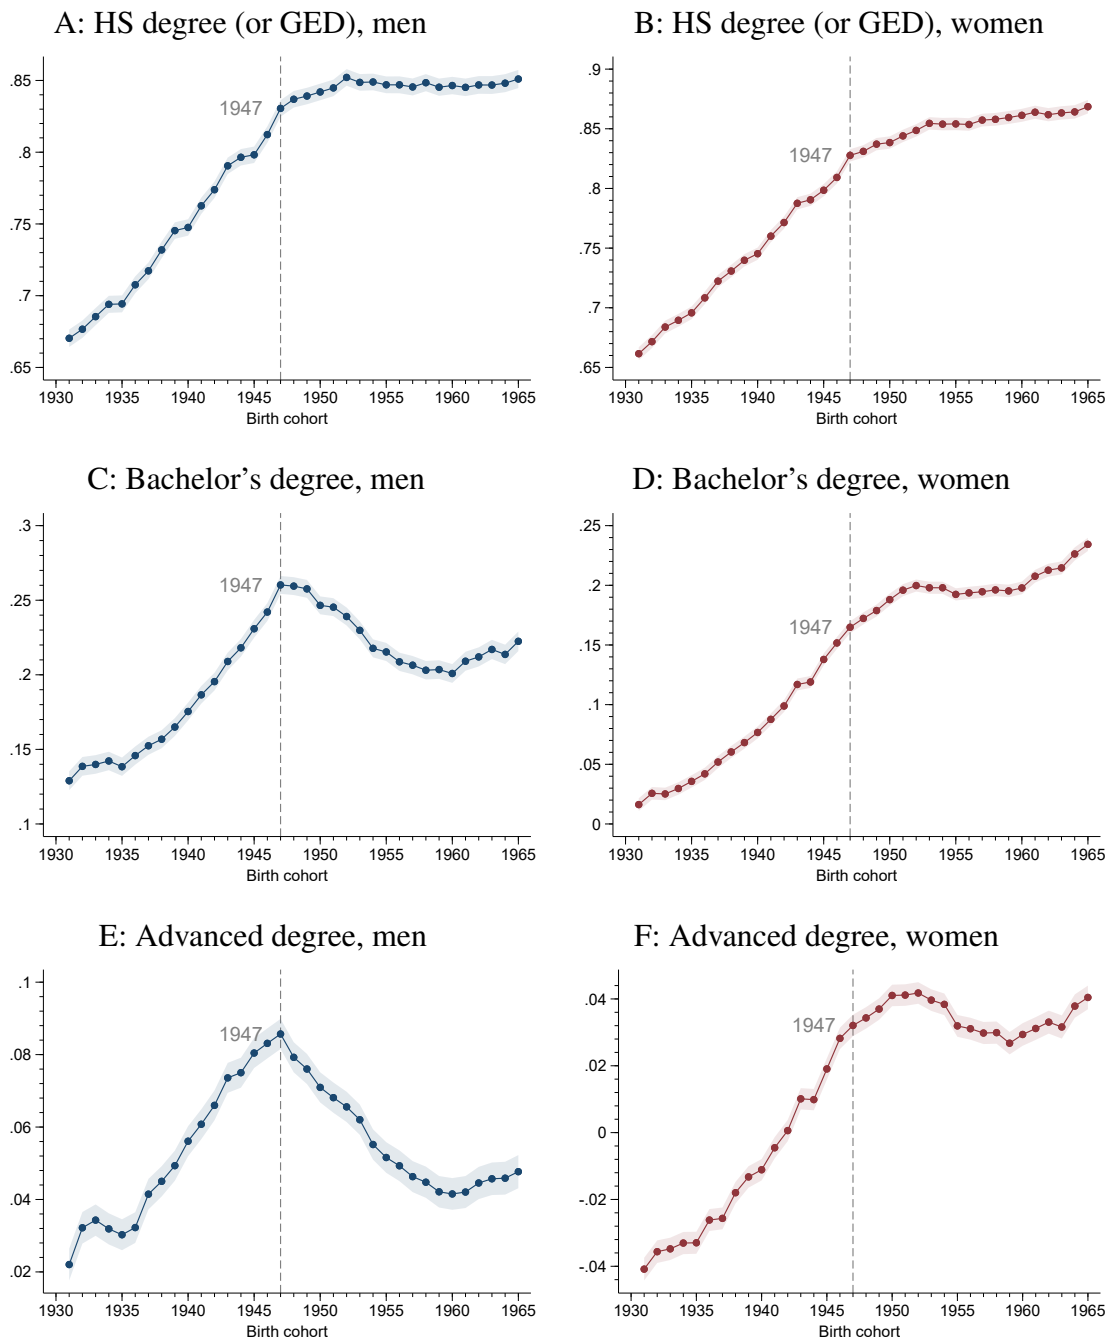 A: HS degree (or GED), men
.85
.8
.75
.7
.65
1947
1930 1935 1940 1945 1950 1955 1960 1965
Birth cohort
B: HS degree (or GED), women
.9
.85
.8
.75
.7
.65
1947
1930 1935 1940 1945 1950 1955 1960 1965
Birth cohort
C: Bachelor's degree, men
.3
.25
.2
.15
.1
1947
1930 1935 1940 1945 1950 1955 1960 1965
Birth cohort
D: Bachelor's degree, women
.25
.2
.15
.1
.05
0
1947
1930 1935 1940 1945 1950 1955 1960 1965
Birth cohort
E: Advanced degree, men
.1
.08
.06
.04
.02
1947
1930 1935 1940 1945 1950 1955 1960 1965
Birth cohort
F: Advanced degree, women
.04
.02
0
-.02
-.04
1947
1930 1935 1940 1945 1950 1955 1960 1965
Birth cohort